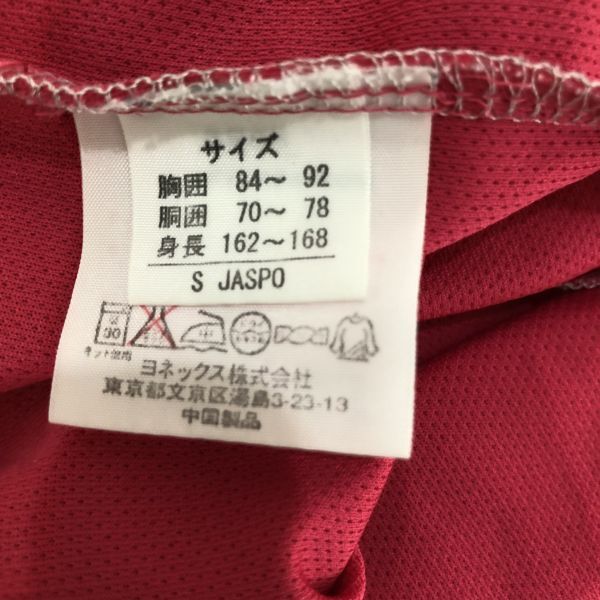 サイズ
胸囲 84～ 92
胴囲 70～ 78
身長 162～168
S JASPO
30
ネット使用
ヨネックス株式会社
東京都文京区湯島3-23-13
中国製品